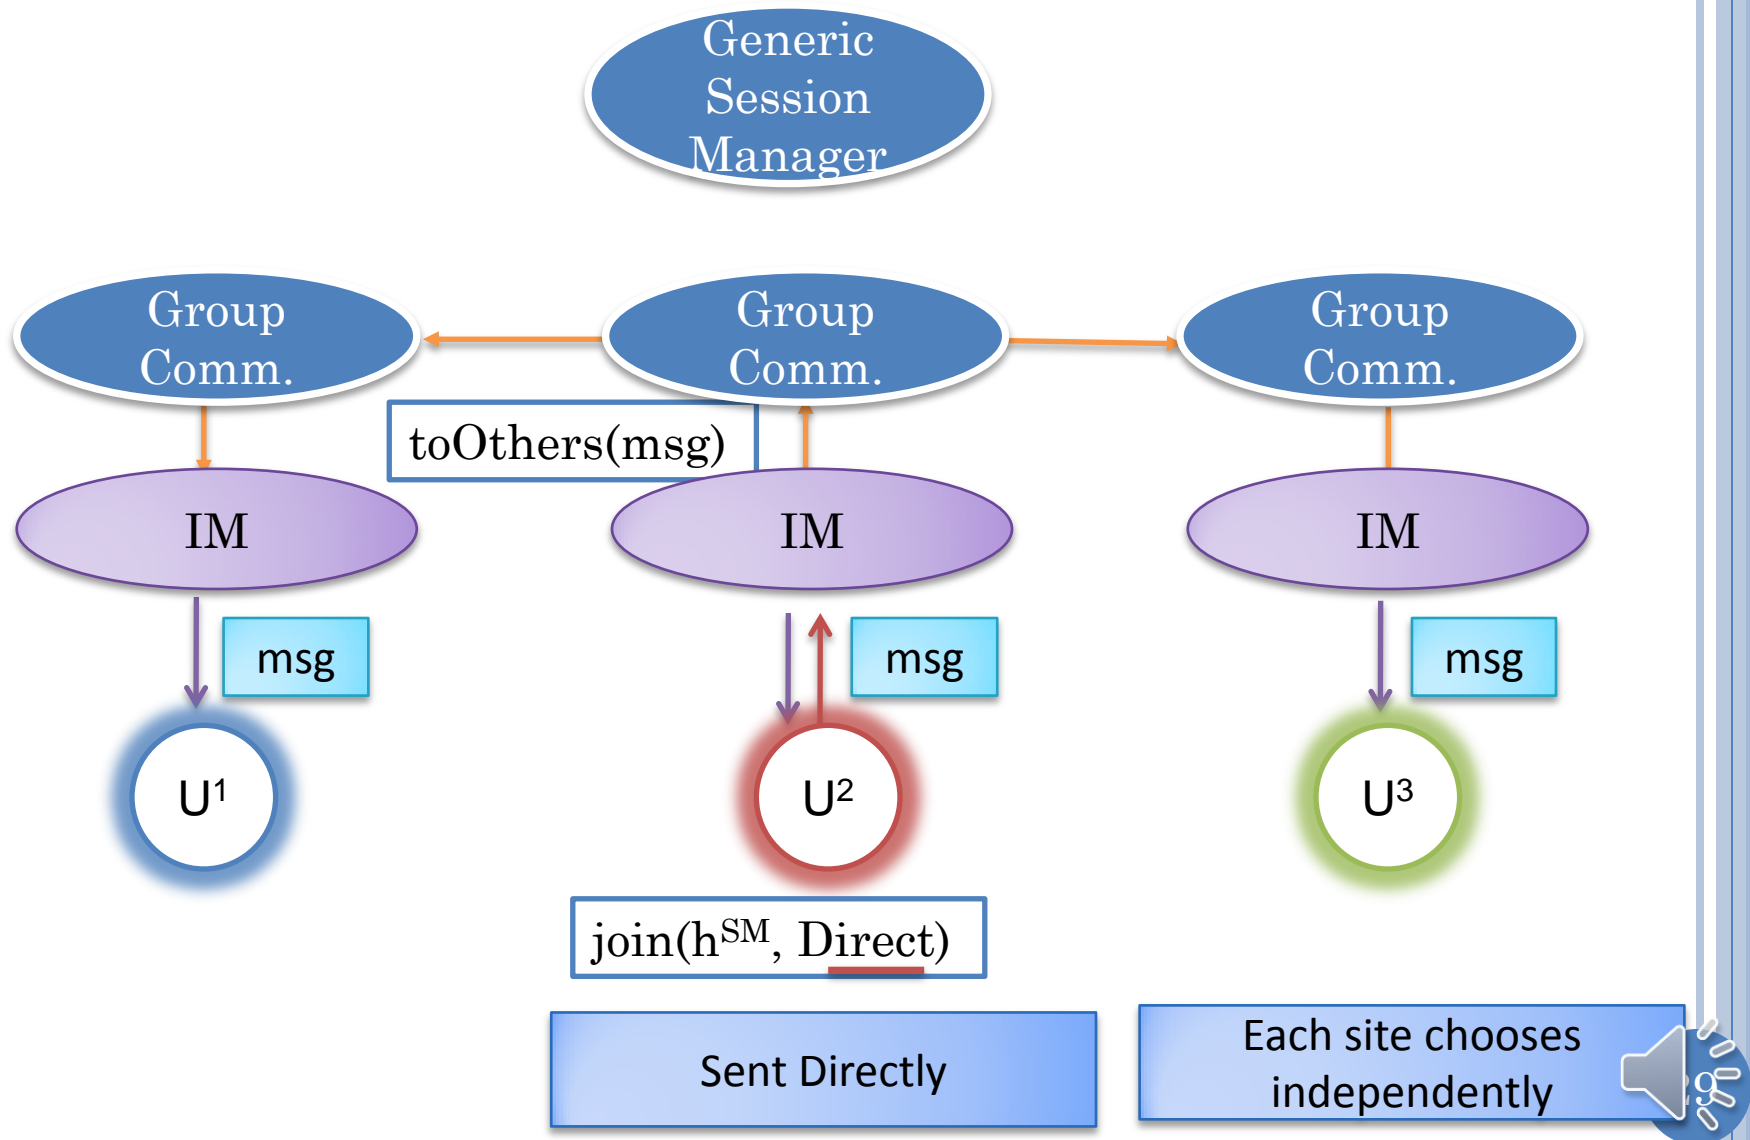 Generic
Session
Manager
Group
Comm.
Group
Comm.
Group
Comm.
toOthers(msg)
IM
IM
IM
msg
msg
msg
U1
U2
U3
join(hSM, Direct)
Sent Directly
Each site chooses
independently